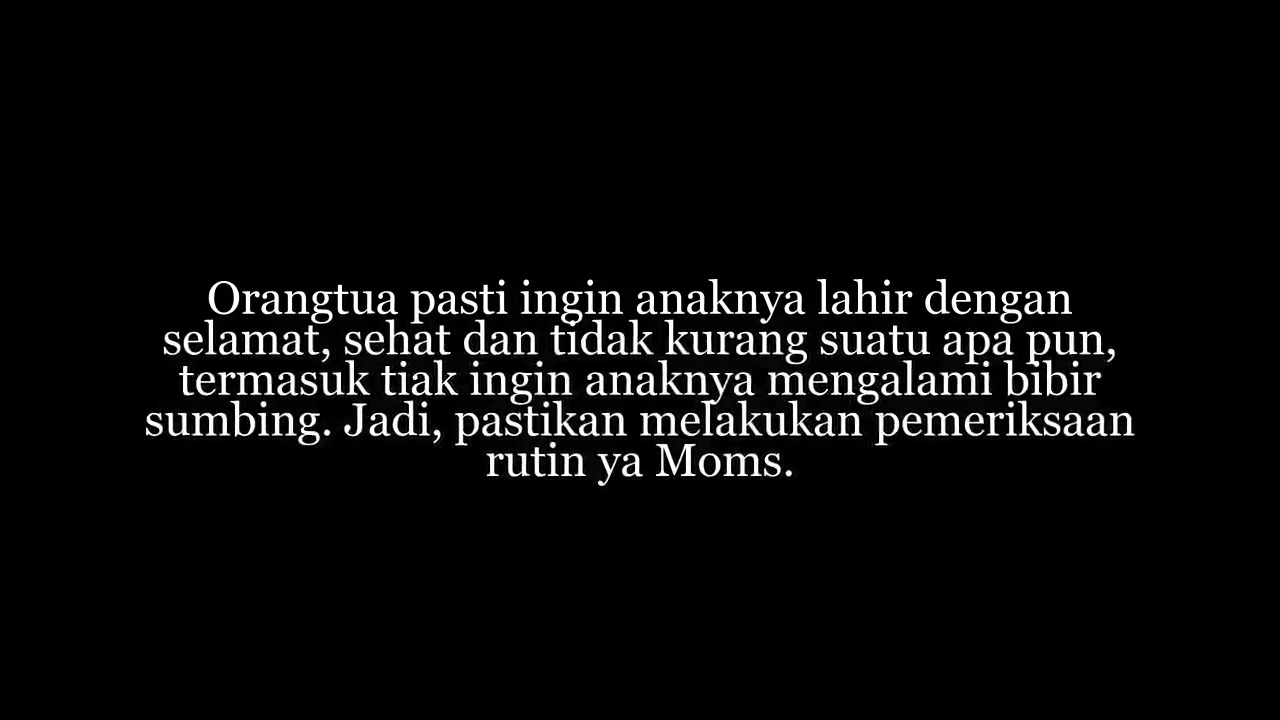 Orangtua pasti ingin anaknya lahir dengan
selamat, sehat dan tidak kurang suatu apa pun,
termasuk tiak ingin anaknya mengalami bibir
sumbing. Jadi, pastikan melakukan pemeriksaan
rutin ya Moms.